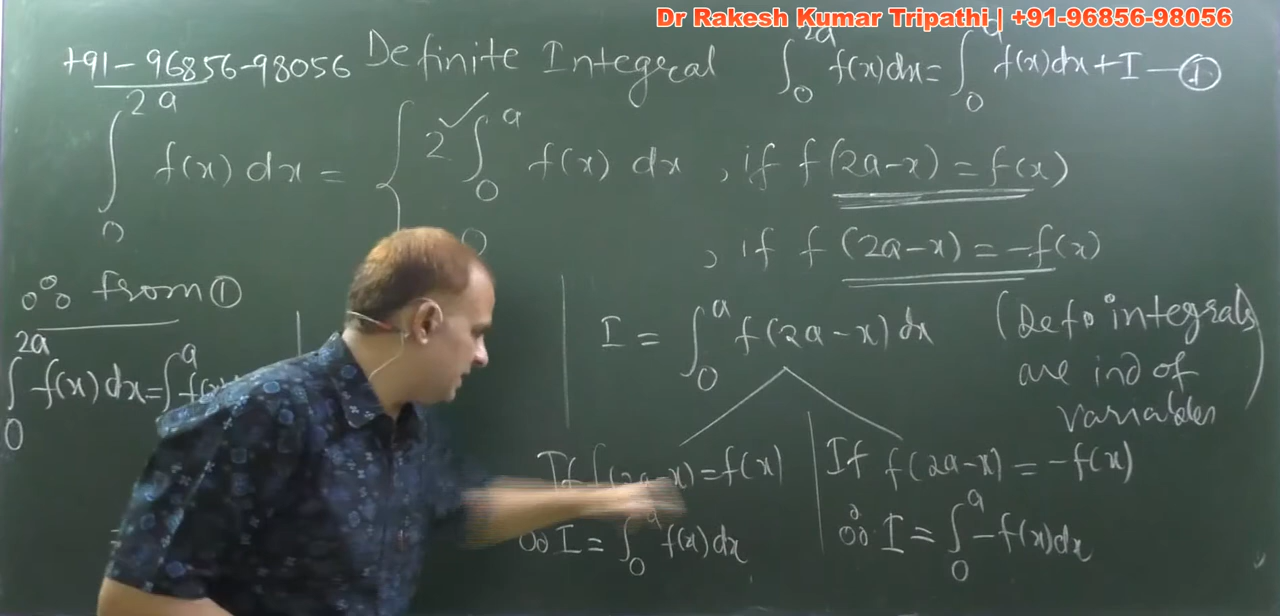 Dr Rakesh Kumar Tripathi | +91-96856-98056
+91-96856-98056 Definite Integral
∫₀²ᵃ f(x)dx = ∫₀ᵃ f(x)dx + I — ①
∫₀²ᵃ f(x) dx = { 2 ∫₀ᵃ f(x) dx , if f(2a-x) = f(x)
0 , if f(2a-x) = -f(x)
∴ from ①
∫₀²ᵃ f(x) dx = ∫₀ᵃ f(x)
=
I = ∫₀ᵃ f(2a-x) dx
(Def. integrals
are ind of
variables)
If f(2a-x) = f(x)
∴ I = ∫₀ᵃ f(x) dx
If f(2a-x) = -f(x)
∴ I = ∫₀ᵃ -f(x) dx